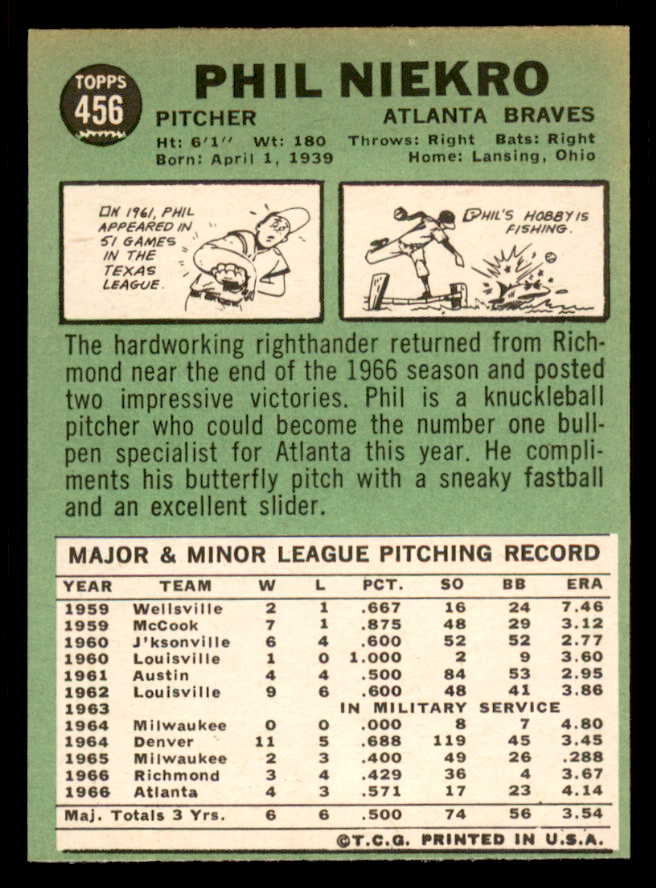 TOPPS
456
PHIL NIEKRO
PITCHER ATLANTA BRAVES
Ht: 6'1" Wt: 180 Throws: Right Bats: Right
Born: April 1, 1939 Home: Lansing, Ohio
ON 1961, PHIL
APPEARED IN
51 GAMES
IN THE
TEXAS
LEAGUE.
PHIL'S HOBBY IS
FISHING.
The hardworking righthander returned from Rich-
mond near the end of the 1966 season and posted
two impressive victories. Phil is a knuckleball
pitcher who could become the number one bull-
pen specialist for Atlanta this year. He compli-
ments his butterfly pitch with a sneaky fastball
and an excellent slider.
MAJOR & MINOR LEAGUE PITCHING RECORD
YEAR TEAM W L PCT. SO BB ERA
1959 Wellsville 2 1 .667 16 24 7.46
1959 McCook 7 1 .875 48 29 3.12
1960 J'ksonville 6 4 .600 52 52 2.77
1960 Louisville 1 0 1.000 2 9 3.60
1961 Austin 4 4 .500 84 53 2.95
1962 Louisville 9 6 .600 48 41 3.86
1963 IN MILITARY SERVICE
1964 Milwaukee 0 0 .000 8 7 4.80
1964 Denver 11 5 .688 119 45 3.45
1965 Milwaukee 2 3 .400 49 26 .288
1966 Richmond 3 4 .429 36 4 3.67
1966 Atlanta 4 3 .571 17 23 4.14
Maj. Totals 3 Yrs. 6 6 .500 74 56 3.54
©T.C.G. PRINTED IN U.S.A.